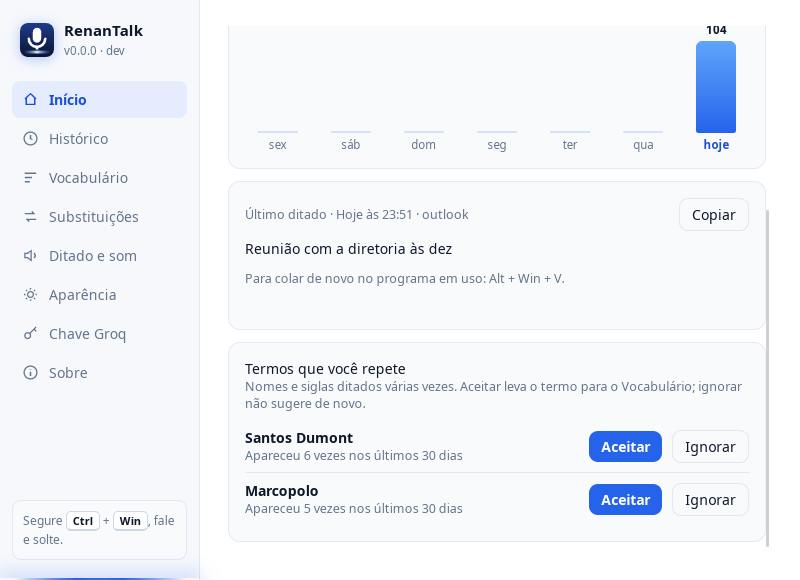 RenanTalk
v0.0.0 · dev
Início
Histórico
Vocabulário
Substituições
Ditado e som
Aparência
Chave Groq
Sobre
Segure Ctrl + Win, fale
e solte.
104
sex sáb dom seg ter qua hoje
Último ditado · Hoje às 23:51 · outlook
Copiar
Reunião com a diretoria às dez
Para colar de novo no programa em uso: Alt + Win + V.
Termos que você repete
Nomes e siglas ditados várias vezes. Aceitar leva o termo para o Vocabulário; ignorar
não sugere de novo.
Santos Dumont
Apareceu 6 vezes nos últimos 30 dias
Aceitar Ignorar
Marcopolo
Apareceu 5 vezes nos últimos 30 dias
Aceitar Ignorar